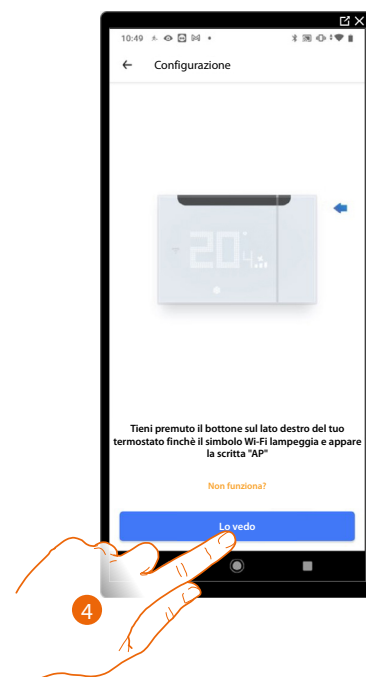 10:49
Configurazione
20
4
Tieni premuto il bottone sul lato destro del tuo
termostato finchè il simbolo Wi-Fi lampeggia e appare
la scritta "AP"
Non funziona?
Lo vedo
4